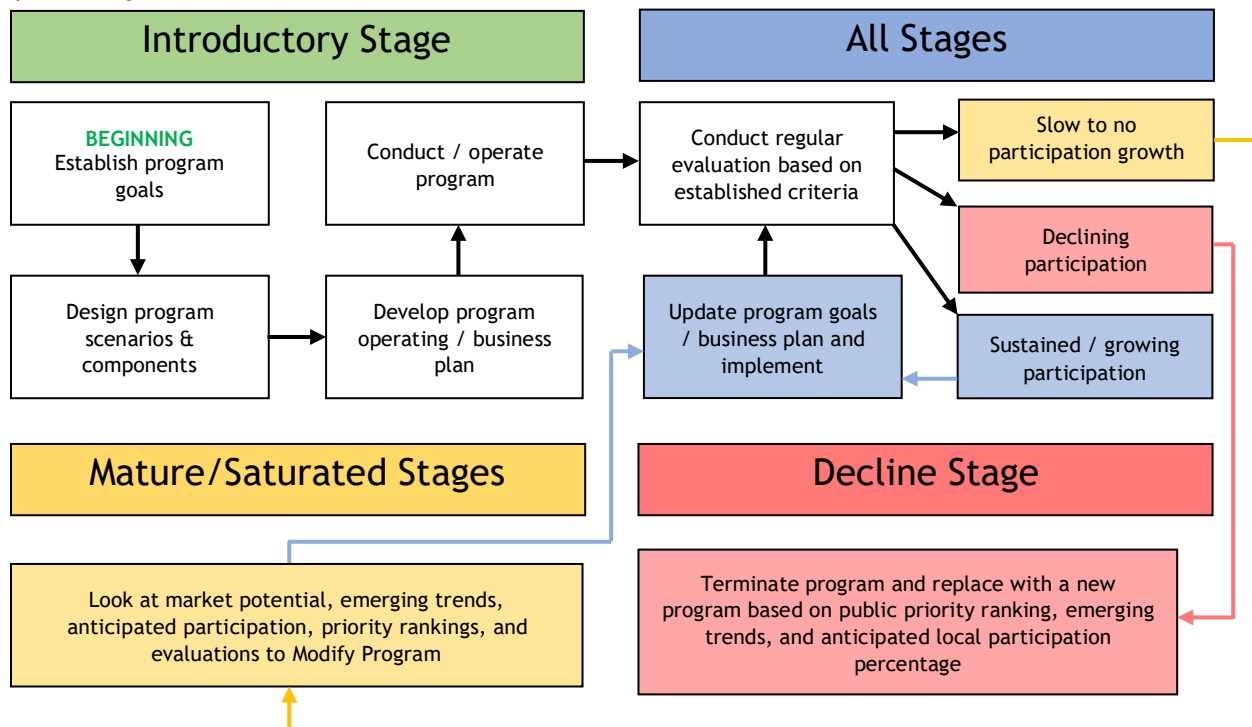 Introductory Stage
All Stages
BEGINNING
Establish program
goals
Conduct / operate
program
Conduct regular
evaluation based on
established criteria
Slow to no
participation growth
Declining
participation
Design program
scenarios &
components
Develop program
operating / business
plan
Update program goals
/ business plan and
implement
Sustained / growing
participation
Mature/Saturated Stages
Decline Stage
Look at market potential, emerging trends,
anticipated participation, priority rankings, and
evaluations to Modify Program
Terminate program and replace with a new
program based on public priority ranking, emerging
trends, and anticipated local participation
percentage